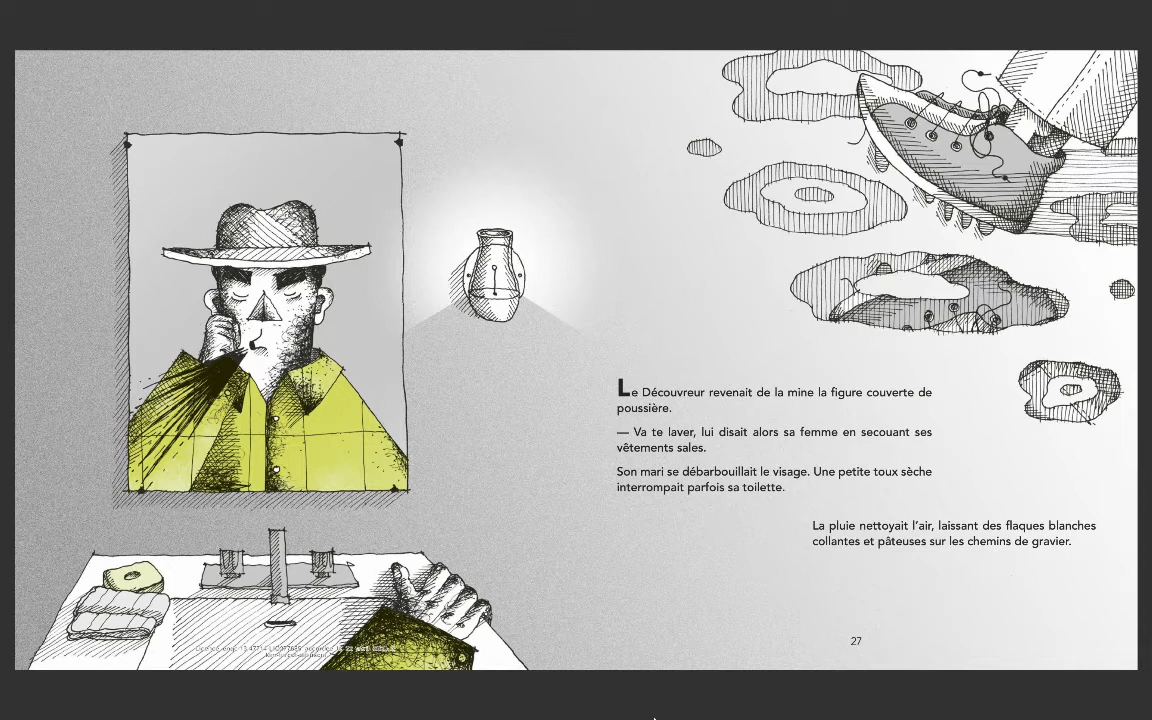 Le Découvreur revenait de la mine la figure couverte de
poussière.
— Va te laver, lui disait alors sa femme en secouant ses
vêtements sales.
Son mari se débarbouillait le visage. Une petite toux sèche
interrompait parfois sa toilette.
La pluie nettoyait l’air, laissant des flaques blanches
collantes et pâteuses sur les chemins de gravier.
27